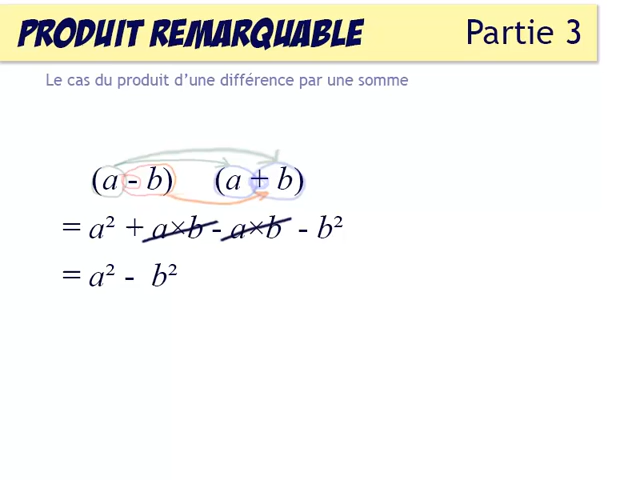 PRODUIT REMARQUABLE Partie 3
Le cas du produit d’une différence par une somme
(a - b) (a + b)
= a² + a×b - a×b - b²
= a² - b²